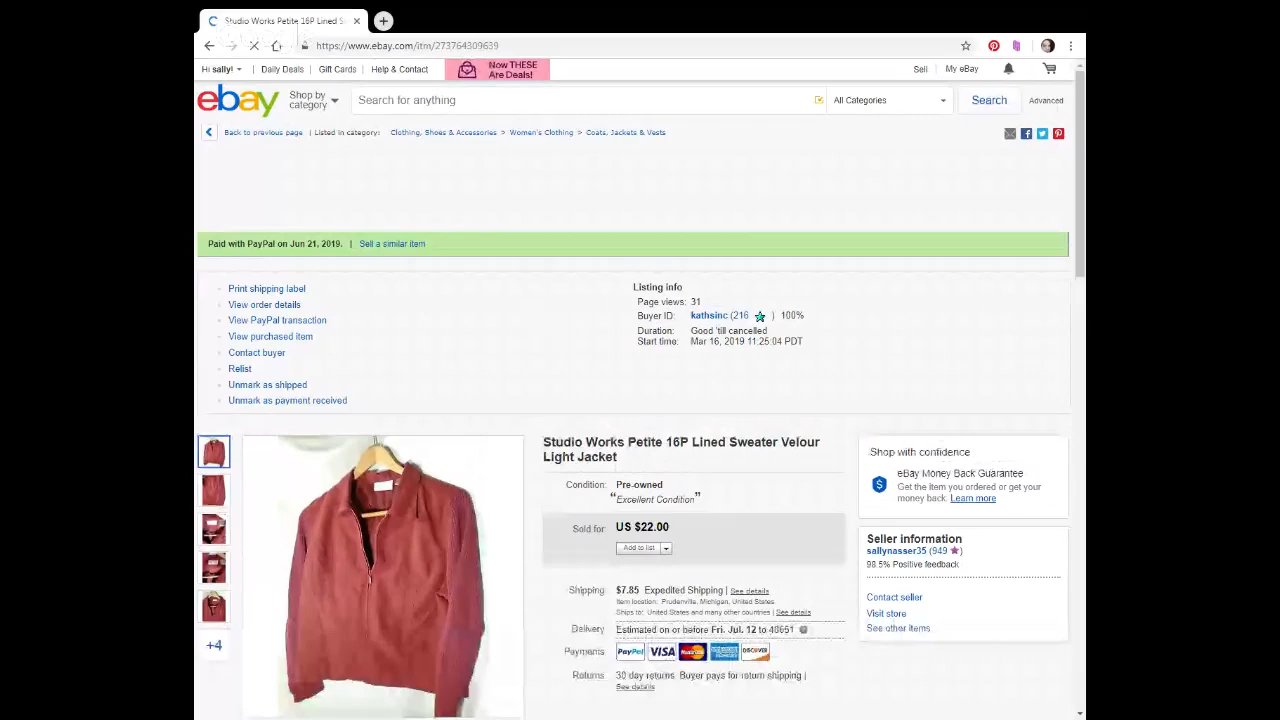 Studio Works Petite 16P Lined S
https://www.ebay.com/itm/273764309639
Hi sally! | Daily Deals | Gift Cards | Help & Contact
Now THESE
Are Deals!
Sell My eBay
ebay
Shop by
category
Search for anything
All Categories
Search
Advanced
Back to previous page | Listed in category: Clothing, Shoes & Accessories > Women's Clothing > Coats, Jackets & Vests
Paid with PayPal on Jun 21, 2019. | Sell a similar item
Print shipping label
View order details
View PayPal transaction
View purchased item
Contact buyer
Relist
Unmark as shipped
Unmark as payment received
Listing info
Page views: 31
Buyer ID: kathsinc (216 ) 100%
Duration: Good 'till cancelled
Start time: Mar 16, 2019 11:25:04 PDT
+4
Studio Works Petite 16P Lined Sweater Velour
Light Jacket
Condition: Pre-owned
“Excellent Condition”
Sold for: US $22.00
Add to list
Shipping: $7.85 Expedited Shipping | See details
Item location: Prudenville, Michigan, United States
Ships to: United States and many other countries | See details
Delivery: Estimated on or before Fri. Jul. 12 to 48651
Payments: PayPal VISA MasterCard AMERICAN EXPRESS DISCOVER
Returns: 30 day returns Buyer pays for return shipping |
See details
Shop with confidence
eBay Money Back Guarantee
Get the item you ordered or get your
money back. Learn more
Seller information
sallynasser35 (949 )
98.5% Positive feedback
Contact seller
Visit store
See other items